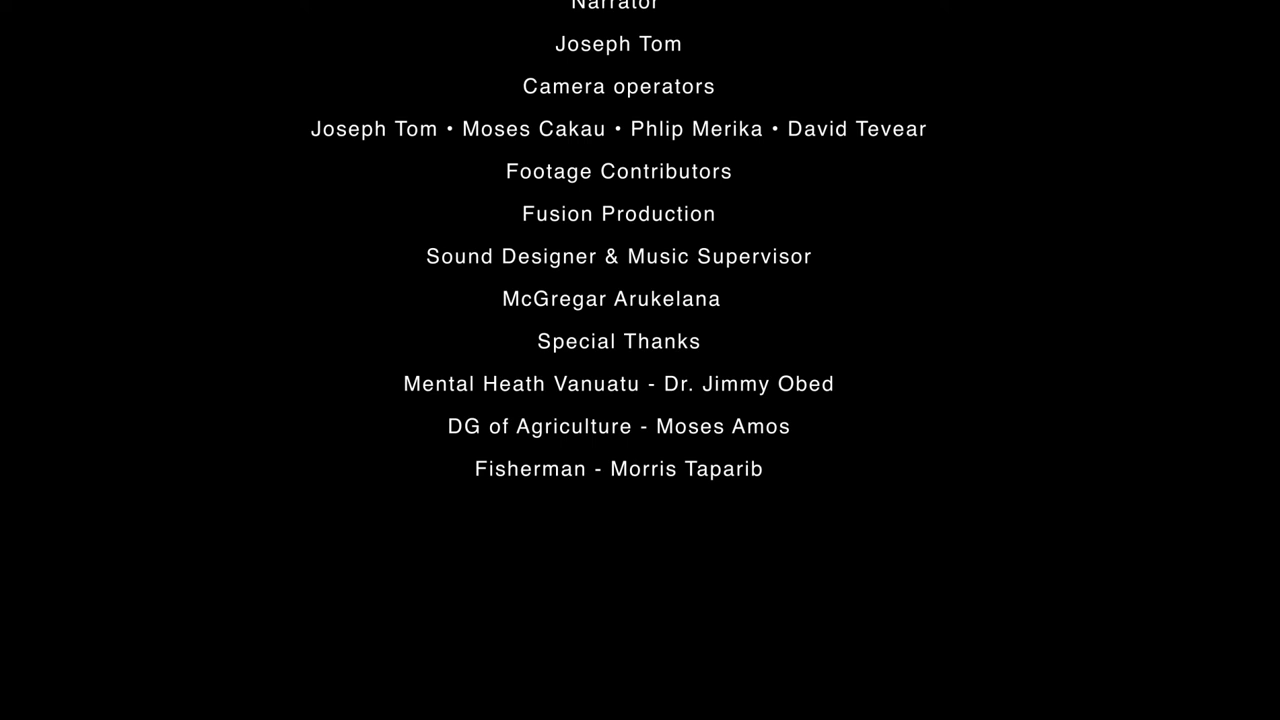 Narrator
Joseph Tom
Camera operators
Joseph Tom • Moses Cakau • Phlip Merika • David Tevear
Footage Contributors
Fusion Production
Sound Designer & Music Supervisor
McGregar Arukelana
Special Thanks
Mental Heath Vanuatu - Dr. Jimmy Obed
DG of Agriculture - Moses Amos
Fisherman - Morris Taparib